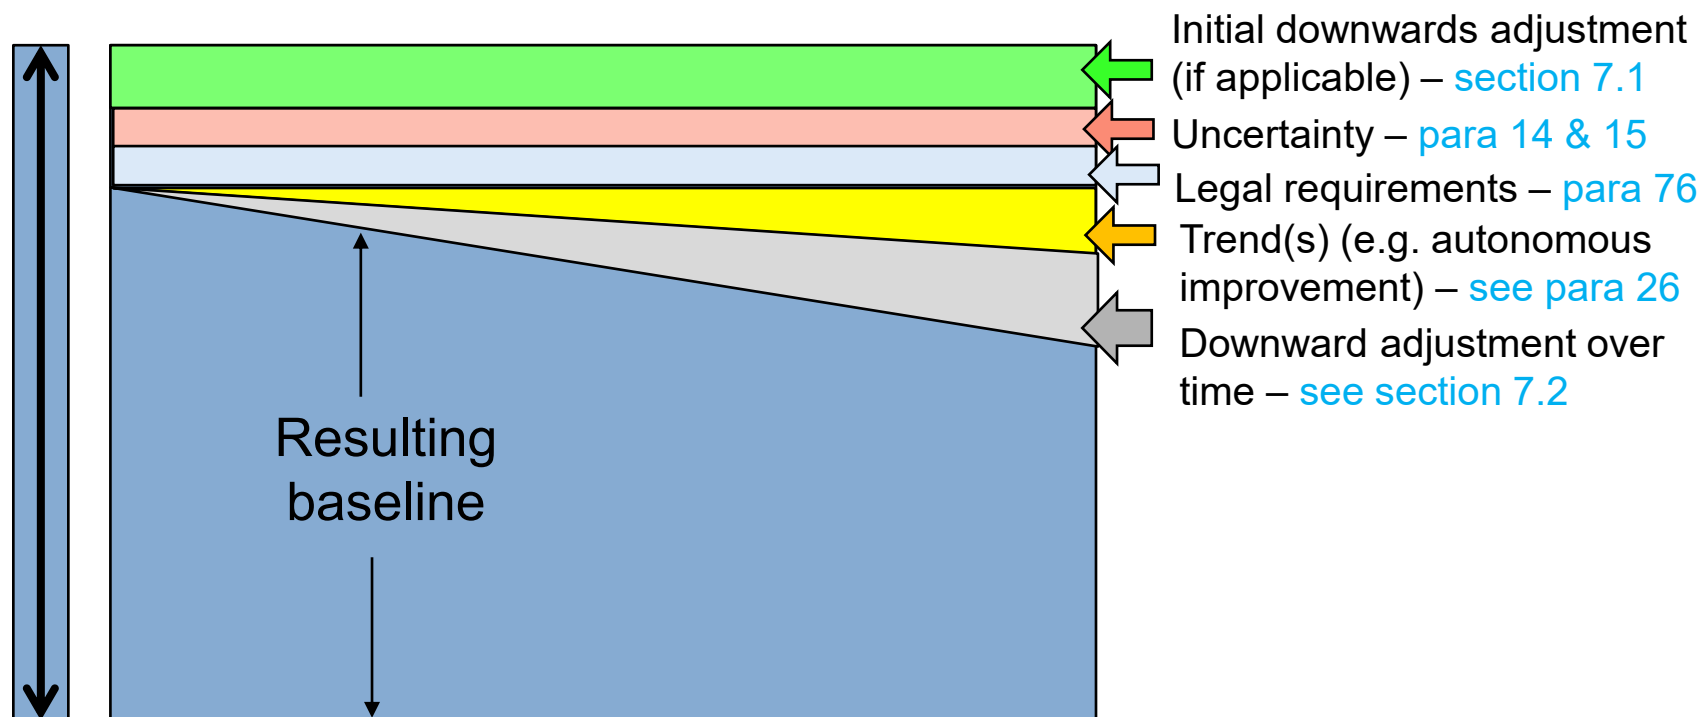 Initial downwards adjustment
(if applicable) – section 7.1
Uncertainty – para 14 & 15
Legal requirements – para 76
Trend(s) (e.g. autonomous
improvement) – see para 26
Downward adjustment over
time – see section 7.2
Resulting
baseline